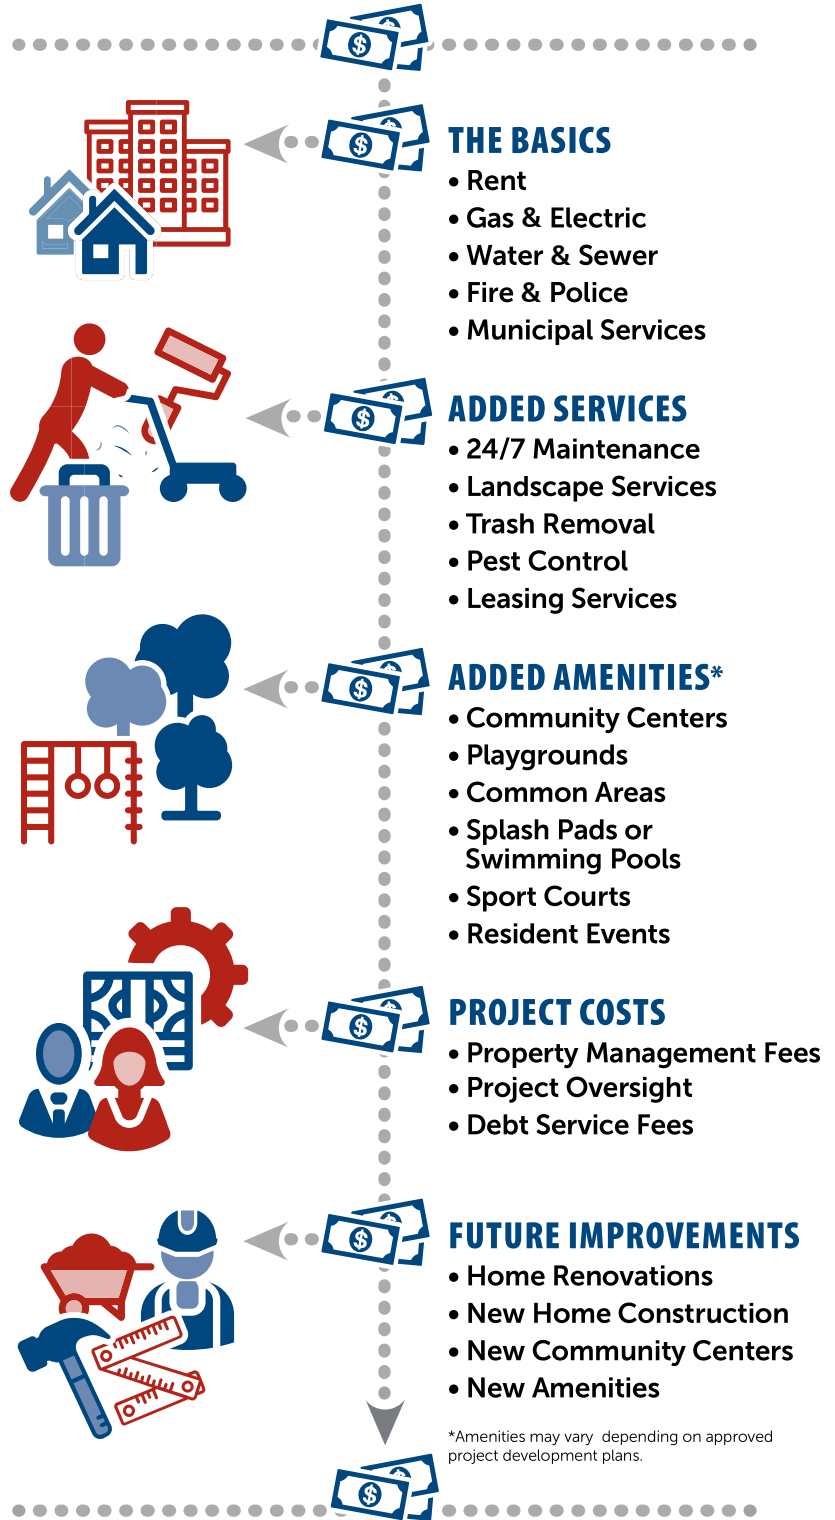 THE BASICS
• Rent
• Gas & Electric
• Water & Sewer
• Fire & Police
• Municipal Services
ADDED SERVICES
• 24/7 Maintenance
• Landscape Services
• Trash Removal
• Pest Control
• Leasing Services
ADDED AMENITIES*
• Community Centers
• Playgrounds
• Common Areas
• Splash Pads or
Swimming Pools
• Sport Courts
• Resident Events
PROJECT COSTS
• Property Management Fees
• Project Oversight
• Debt Service Fees
FUTURE IMPROVEMENTS
• Home Renovations
• New Home Construction
• New Community Centers
• New Amenities
*Amenities may vary depending on approved
project development plans.